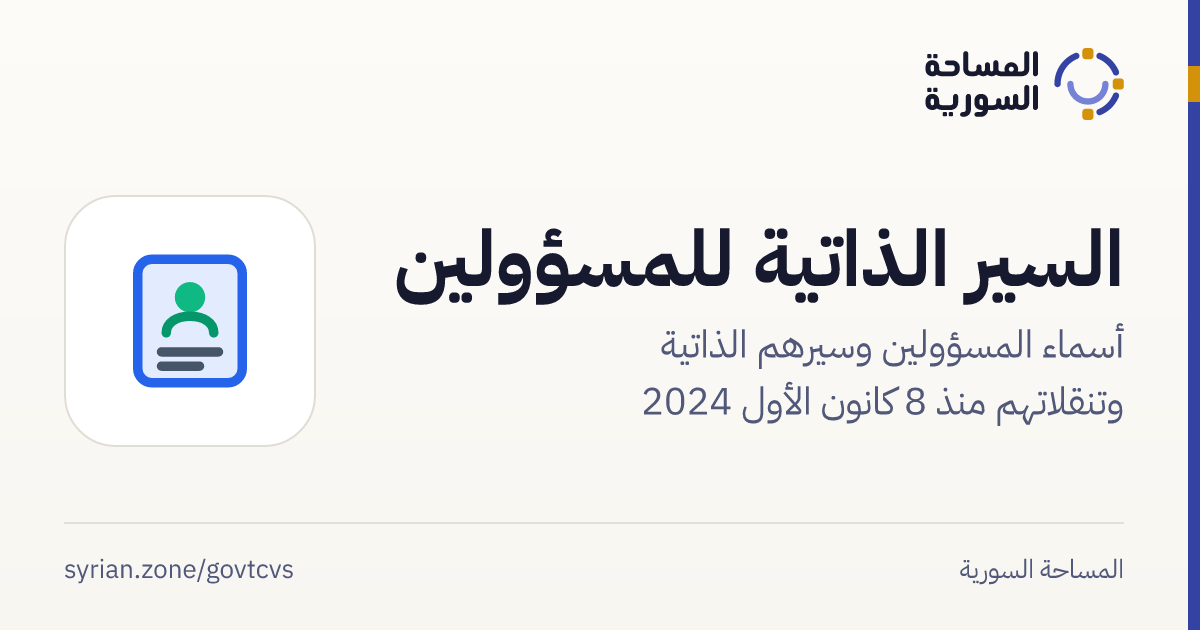 المساحة
السورية
السير الذاتية للمسؤولين
أسماء المسؤولين وسيرهم الذاتية
وتنقلاتهم منذ 8 كانون الأول 2024
المساحة السورية
syrian.zone/govtcvs